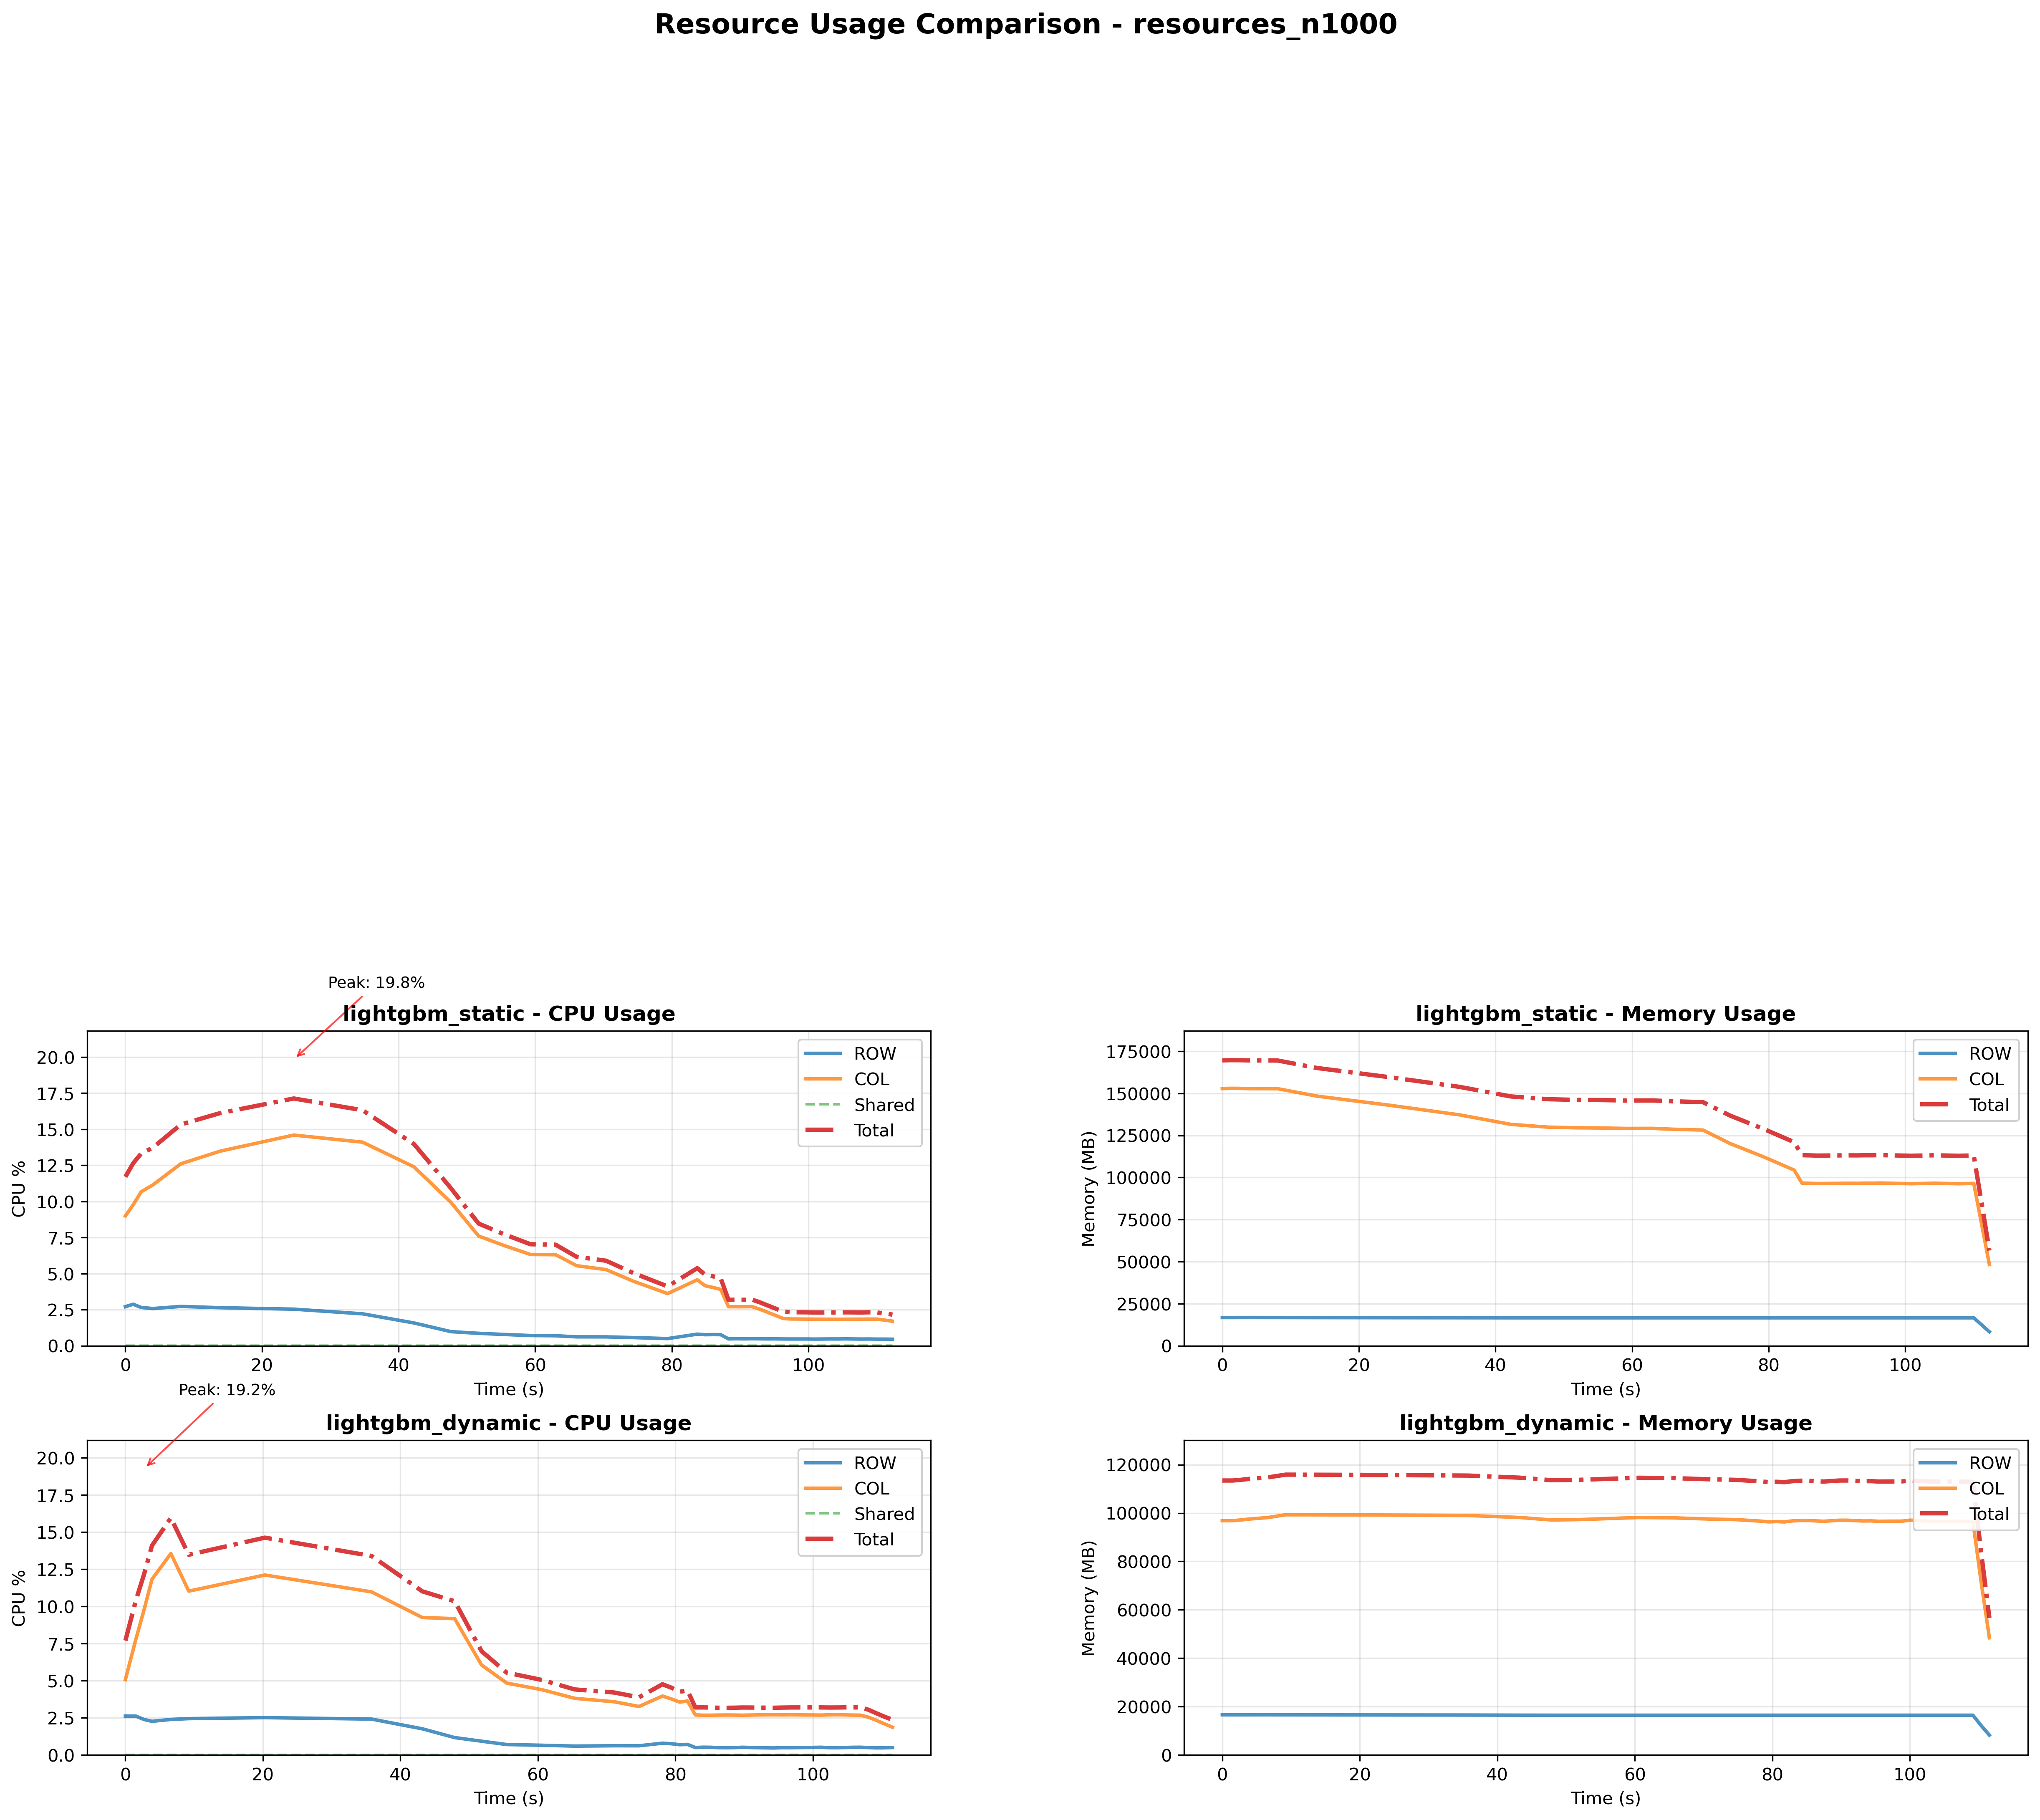 Resource Usage Comparison - resources_n1000
Peak: 19.8%
lightgbm_static - CPU Usage
CPU %
20.0
17.5
15.0
12.5
10.0
7.5
5.0
2.5
0.0
ROW
COL
Shared
Total
0 20 40 60 80 100
Time (s)
lightgbm_static - Memory Usage
Memory (MB)
175000
150000
125000
100000
75000
50000
25000
0
ROW
COL
Total
0 20 40 60 80 100
Time (s)
Peak: 19.2%
lightgbm_dynamic - CPU Usage
CPU %
20.0
17.5
15.0
12.5
10.0
7.5
5.0
2.5
0.0
ROW
COL
Shared
Total
0 20 40 60 80 100
Time (s)
lightgbm_dynamic - Memory Usage
Memory (MB)
120000
100000
80000
60000
40000
20000
0
ROW
COL
Total
0 20 40 60 80 100
Time (s)